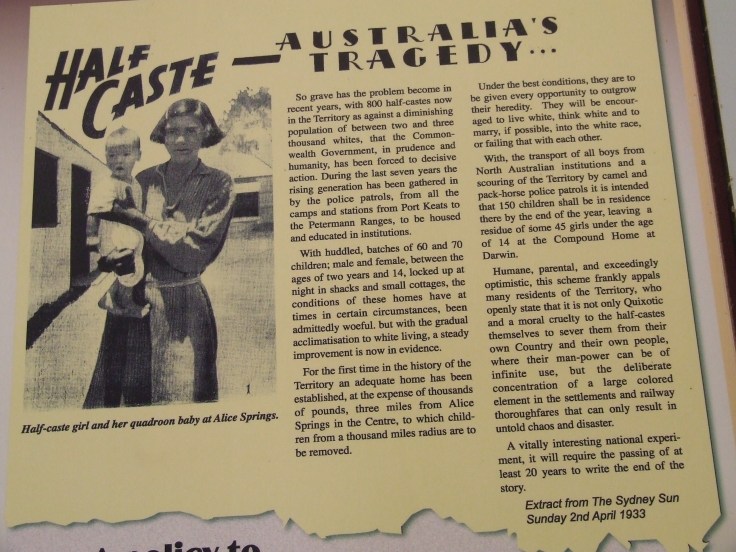 HALF CASTE — AUSTRALIA'S
TRAGEDY...
1
Half-caste girl and her quadroon baby at Alice Springs.
So grave has the problem become in
recent years, with 800 half-castes now
in the Territory as against a diminishing
population of between two and three
thousand whites, that the Common-
wealth Government, in prudence and
humanity, has been forced to decisive
action. During the last seven years the
rising generation has been gathered in
by the police patrols, from all the
camps and stations from Port Keats to
the Petermann Ranges, to be housed
and educated in institutions.
With huddled, batches of 60 and 70
children; male and female, between the
ages of two years and 14, locked up at
night in shacks and small cottages, the
conditions of these homes have at
times in certain circumstances, been
admittedly woeful. but with the gradual
acclimatisation to white living, a steady
improvement is now in evidence.
For the first time in the history of the
Territory an adequate home has been
established, at the expense of thousands
of pounds, three miles from Alice
Springs in the Centre, to which child-
ren from a thousand miles radius are to
be removed.
Under the best conditions, they are to
be given every opportunity to outgrow
their heredity. They will be encour-
aged to live white, think white and to
marry, if possible, into the white race,
or failing that with each other.
With, the transport of all boys from
North Australian institutions and a
scouring of the Territory by camel and
pack-horse police patrols it is intended
that 150 children shall be in residence
there by the end of the year, leaving a
residue of some 45 girls under the age
of 14 at the Compound Home at
Darwin.
Humane, parental, and exceedingly
optimistic, this scheme frankly appals
many residents of the Territory, who
openly state that it is not only Quixotic
and a moral cruelty to the half-castes
themselves to sever them from their
own Country and their own people,
where their man-power can be of
infinite use, but the deliberate
concentration of a large colored
element in the settlements and railway
thoroughfares that can only result in
untold chaos and disaster.
A vitally interesting national experi-
ment, it will require the passing of at
least 20 years to write the end of the
story.
Extract from The Sydney Sun
Sunday 2nd April 1933
policy to